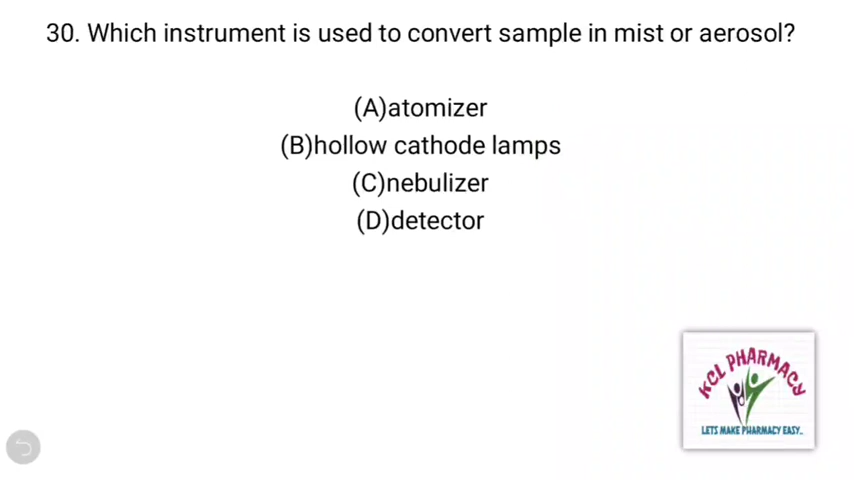 30. Which instrument is used to convert sample in mist or aerosol?
(A)atomizer
(B)hollow cathode lamps
(C)nebulizer
(D)detector
KCL PHARMACY
LETS MAKE PHARMACY EASY..